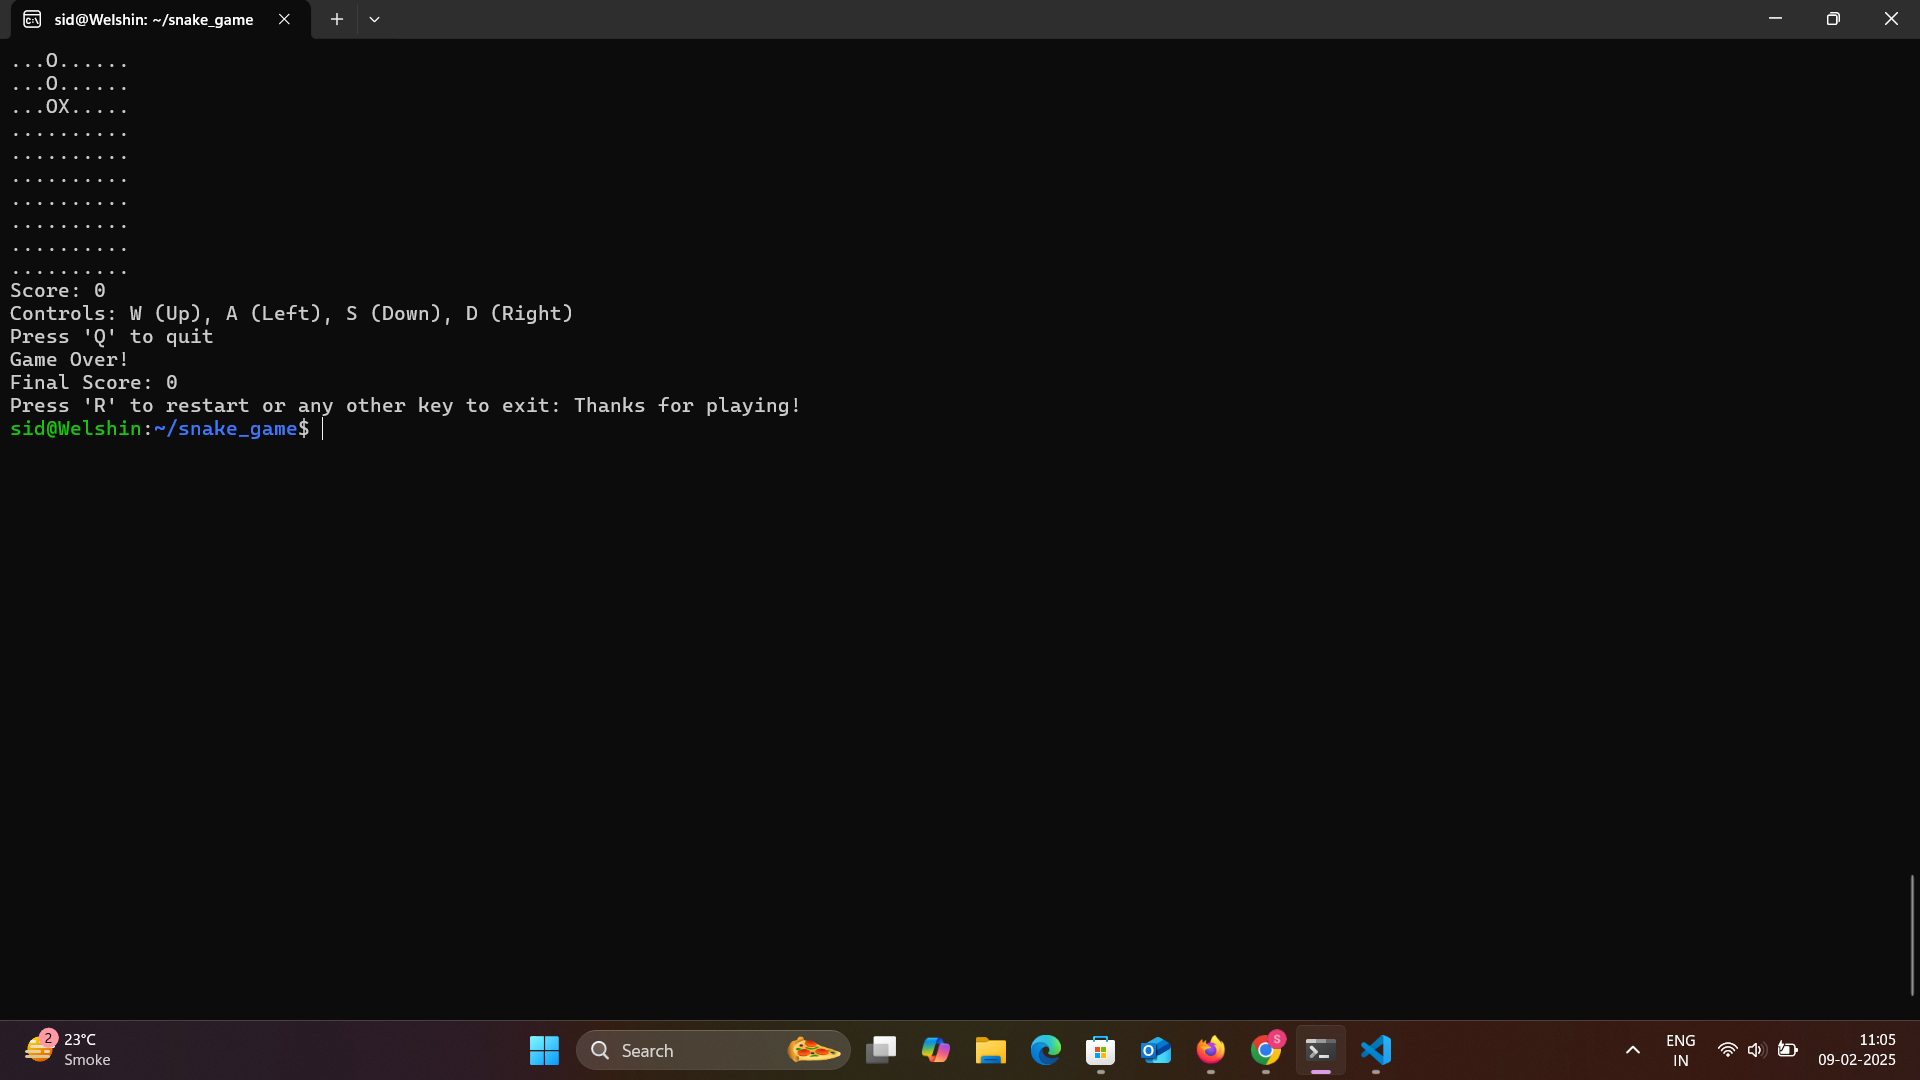 sid@Welshin: ~/snake_game
...O......
...O......
...OX.....
..........
..........
..........
..........
..........
..........
..........
Score: 0
Controls: W (Up), A (Left), S (Down), D (Right)
Press 'Q' to quit
Game Over!
Final Score: 0
Press 'R' to restart or any other key to exit: Thanks for playing!
sid@Welshin:~/snake_game$
2
23°C
Smoke
Search
S
ENG
IN
11:05
09-02-2025